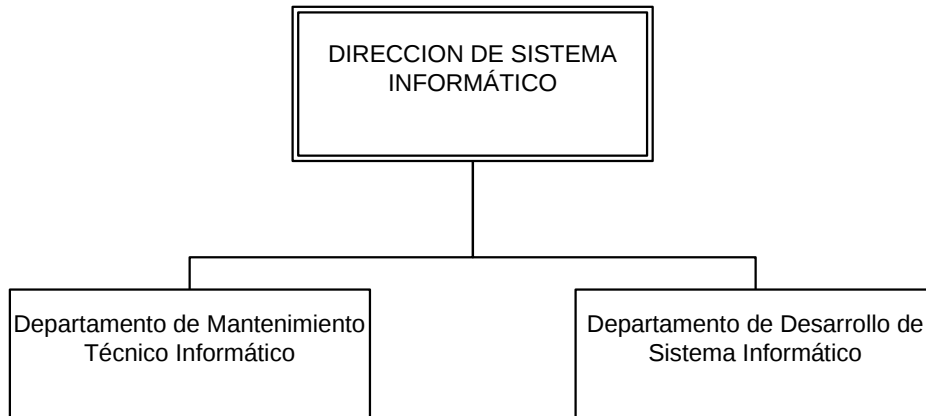 DIRECCION DE SISTEMA
INFORMÁTICO
Departamento de Mantenimiento
Técnico Informático
Departamento de Desarrollo de
Sistema Informático